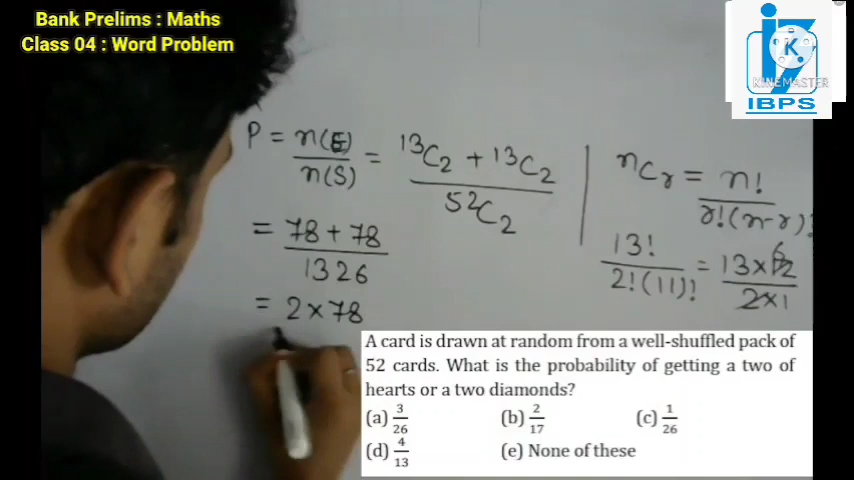 Bank Prelims : Maths
Class 04 : Word Problem
K
KINEMASTER
IBPS
P = n(E)/n(S) = ¹³C₂ + ¹³C₂ / ⁵²C₂
= 78 + 78 / 1326
= 2 × 78
nCr = n! / r!(n-r)!
13! / 2!(11)! = 13×12 / 2×1
6
A card is drawn at random from a well-shuffled pack of
52 cards. What is the probability of getting a two of
hearts or a two diamonds?
(a) 3/26 (b) 2/17 (c) 1/26
(d) 4/13 (e) None of these